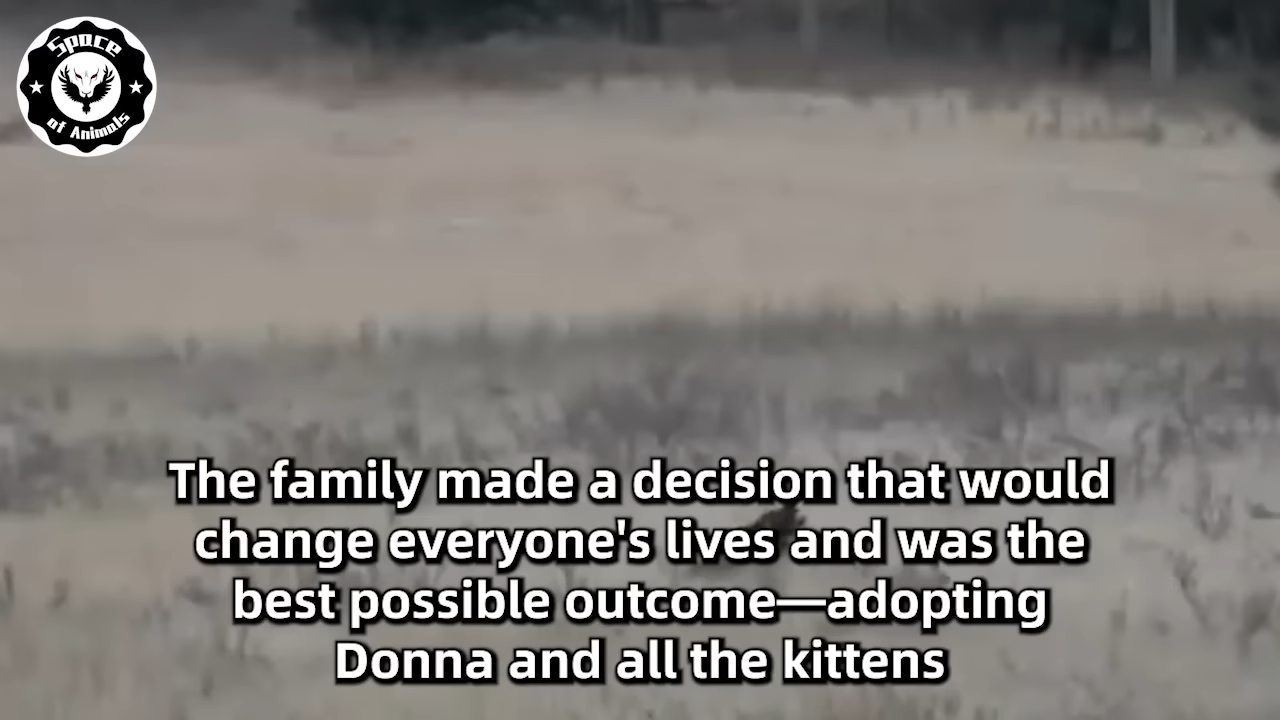 Space
of Animals
The family made a decision that would
change everyone's lives and was the
best possible outcome—adopting
Donna and all the kittens